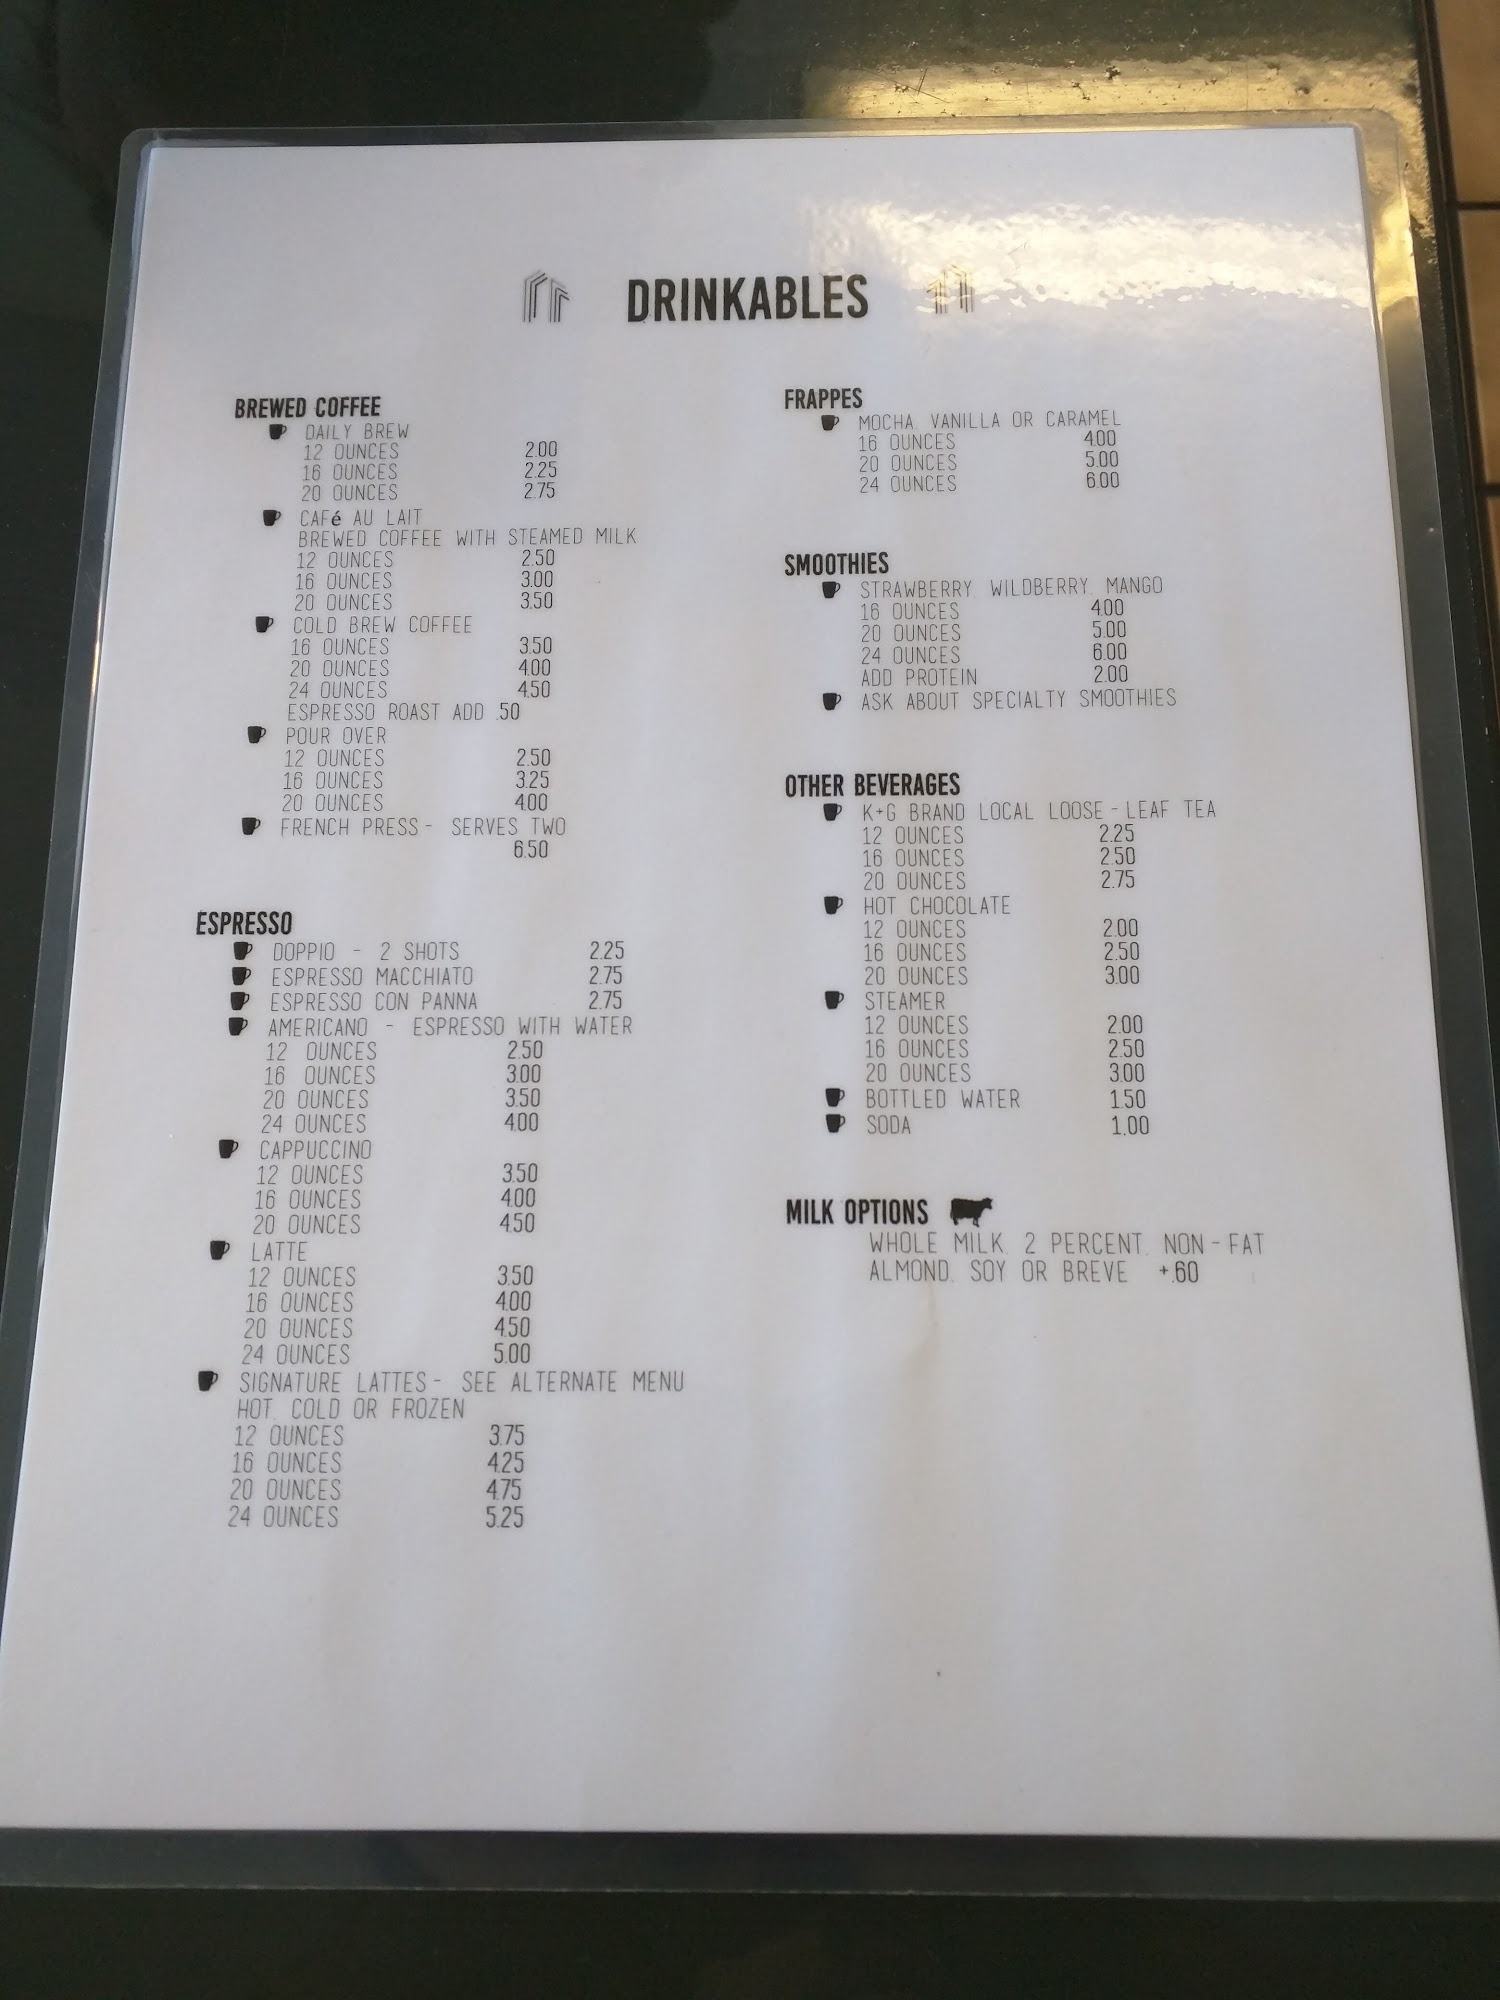 DRINKABLES
BREWED COFFEE
DAILY BREW
12 OUNCES 2.00
16 OUNCES 2.25
20 OUNCES 2.75
CAFé AU LAIT
BREWED COFFEE WITH STEAMED MILK
12 OUNCES 2.50
16 OUNCES 3.00
20 OUNCES 3.50
COLD BREW COFFEE
16 OUNCES 3.50
20 OUNCES 4.00
24 OUNCES 4.50
ESPRESSO ROAST ADD .50
POUR OVER
12 OUNCES 2.50
16 OUNCES 3.25
20 OUNCES 4.00
FRENCH PRESS - SERVES TWO
6.50
ESPRESSO
DOPPIO - 2 SHOTS 2.25
ESPRESSO MACCHIATO 2.75
ESPRESSO CON PANNA 2.75
AMERICANO - ESPRESSO WITH WATER
12 OUNCES 2.50
16 OUNCES 3.00
20 OUNCES 3.50
24 OUNCES 4.00
CAPPUCCINO
12 OUNCES 3.50
16 OUNCES 4.00
20 OUNCES 4.50
LATTE
12 OUNCES 3.50
16 OUNCES 4.00
20 OUNCES 4.50
24 OUNCES 5.00
SIGNATURE LATTES - SEE ALTERNATE MENU
HOT, COLD OR FROZEN
12 OUNCES 3.75
16 OUNCES 4.25
20 OUNCES 4.75
24 OUNCES 5.25
FRAPPES
MOCHA, VANILLA OR CARAMEL
16 OUNCES 4.00
20 OUNCES 5.00
24 OUNCES 6.00
SMOOTHIES
STRAWBERRY, WILDBERRY, MANGO
16 OUNCES 4.00
20 OUNCES 5.00
24 OUNCES 6.00
ADD PROTEIN 2.00
ASK ABOUT SPECIALTY SMOOTHIES
OTHER BEVERAGES
K+G BRAND LOCAL LOOSE - LEAF TEA
12 OUNCES 2.25
16 OUNCES 2.50
20 OUNCES 2.75
HOT CHOCOLATE
12 OUNCES 2.00
16 OUNCES 2.50
20 OUNCES 3.00
STEAMER
12 OUNCES 2.00
16 OUNCES 2.50
20 OUNCES 3.00
BOTTLED WATER 1.50
SODA 1.00
MILK OPTIONS
WHOLE MILK, 2 PERCENT, NON - FAT
ALMOND, SOY OR BREVE +.60